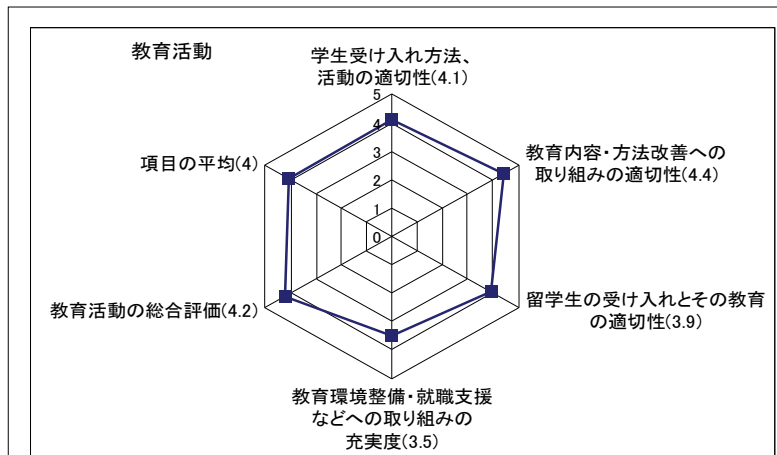 教育活動
学生受け入れ方法、
活動の適切性(4.1)
5
4
3
2
1
0
教育内容・方法改善への
取り組みの適切性(4.4)
留学生の受け入れとその教育
の適切性(3.9)
教育環境整備・就職支援
などへの取り組みの
充実度(3.5)
教育活動の総合評価(4.2)
項目の平均(4)